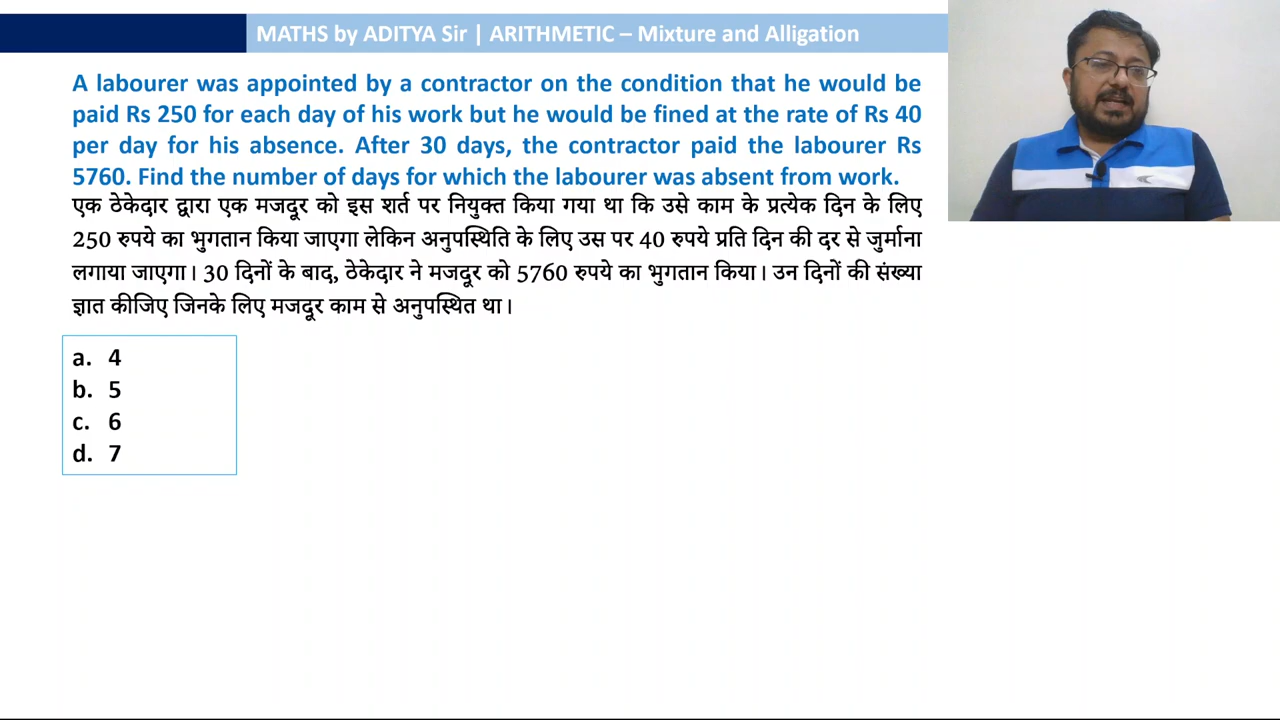 MATHS by ADITYA Sir | ARITHMETIC – Mixture and Alligation
A labourer was appointed by a contractor on the condition that he would be
paid Rs 250 for each day of his work but he would be fined at the rate of Rs 40
per day for his absence. After 30 days, the contractor paid the labourer Rs
5760. Find the number of days for which the labourer was absent from work.
एक ठेकेदार द्वारा एक मजदूर को इस शर्त पर नियुक्त किया गया था कि उसे काम के प्रत्येक दिन के लिए
250 रुपये का भुगतान किया जाएगा लेकिन अनुपस्थिति के लिए उस पर 40 रुपये प्रति दिन की दर से जुर्माना
लगाया जाएगा। 30 दिनों के बाद, ठेकेदार ने मजदूर को 5760 रुपये का भुगतान किया। उन दिनों की संख्या
ज्ञात कीजिए जिनके लिए मजदूर काम से अनुपस्थित था।
a. 4
b. 5
c. 6
d. 7